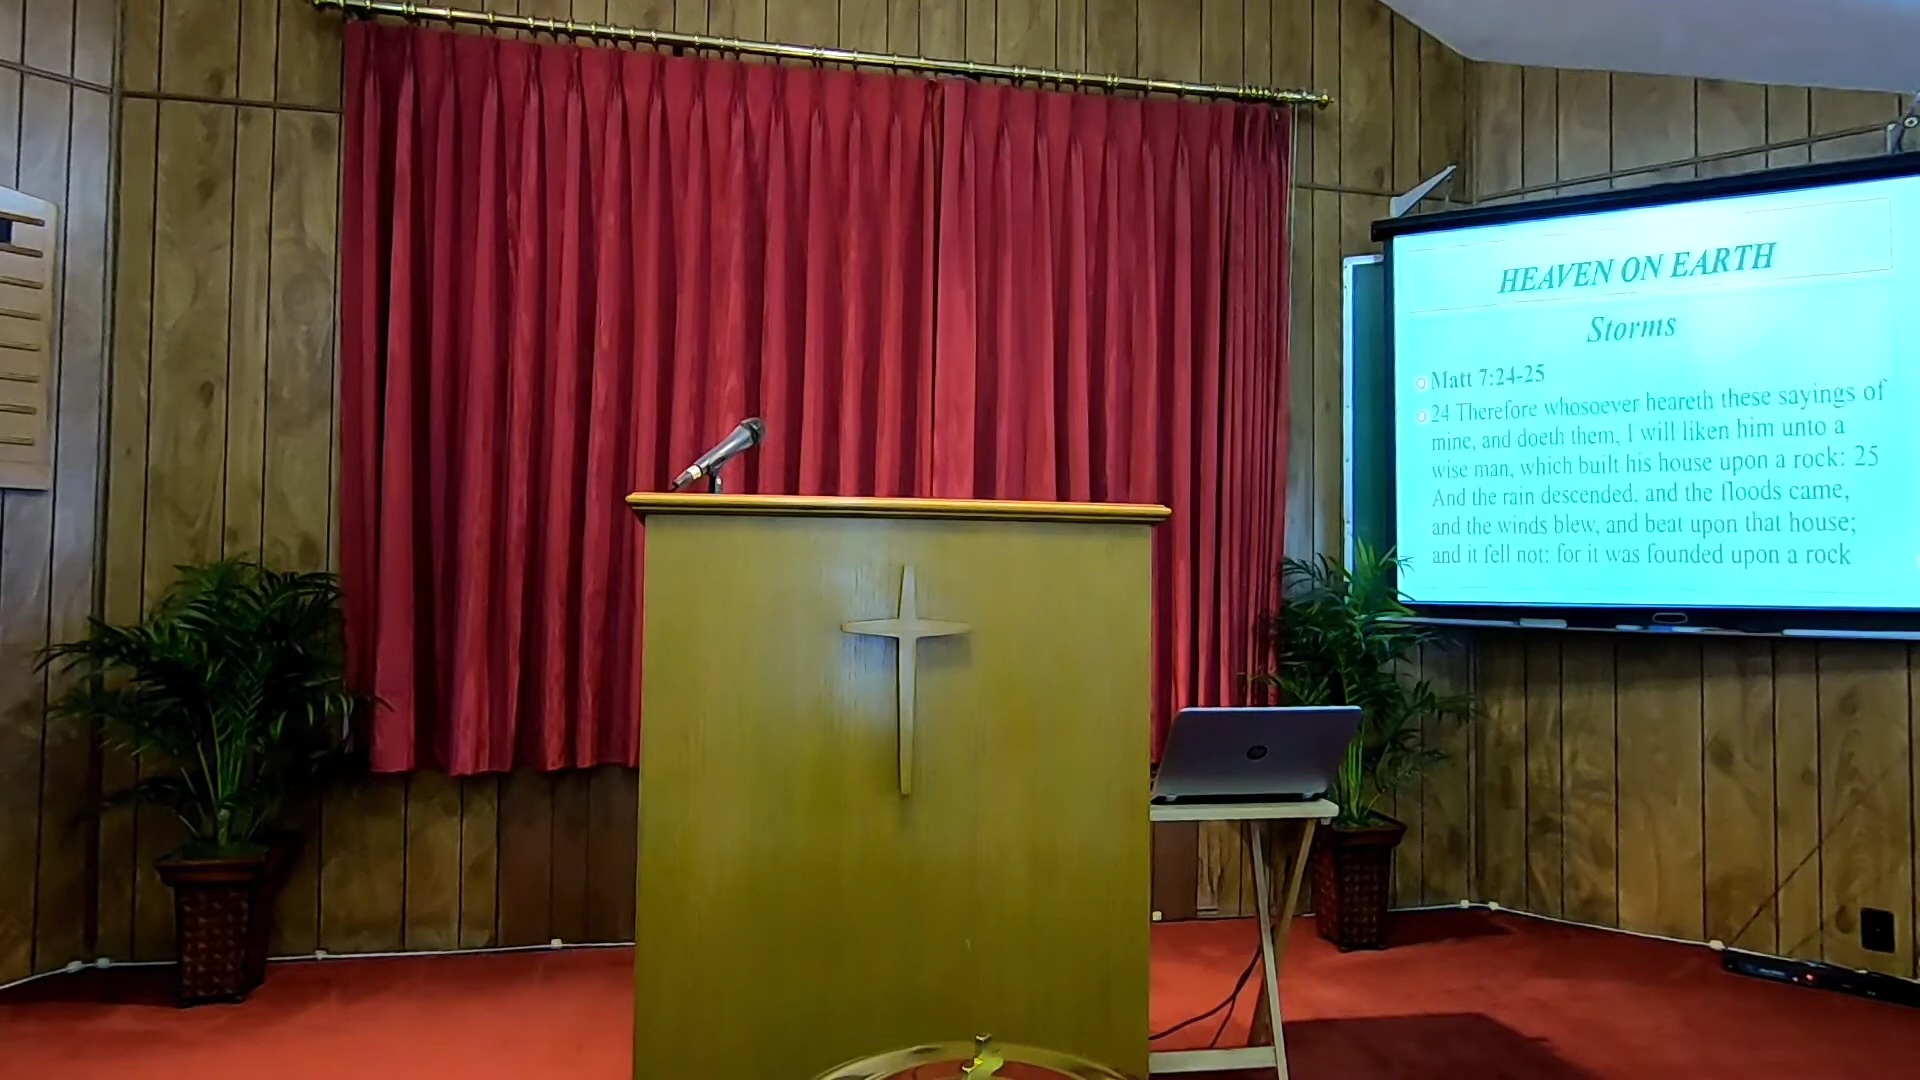 HEAVEN ON EARTH
Storms
Matt 7:24-25
24 Therefore whosoever heareth these sayings of
mine, and doeth them, I will liken him unto a
wise man, which built his house upon a rock: 25
And the rain descended. and the floods came,
and the winds blew, and beat upon that house;
and it fell not: for it was founded upon a rock
hp